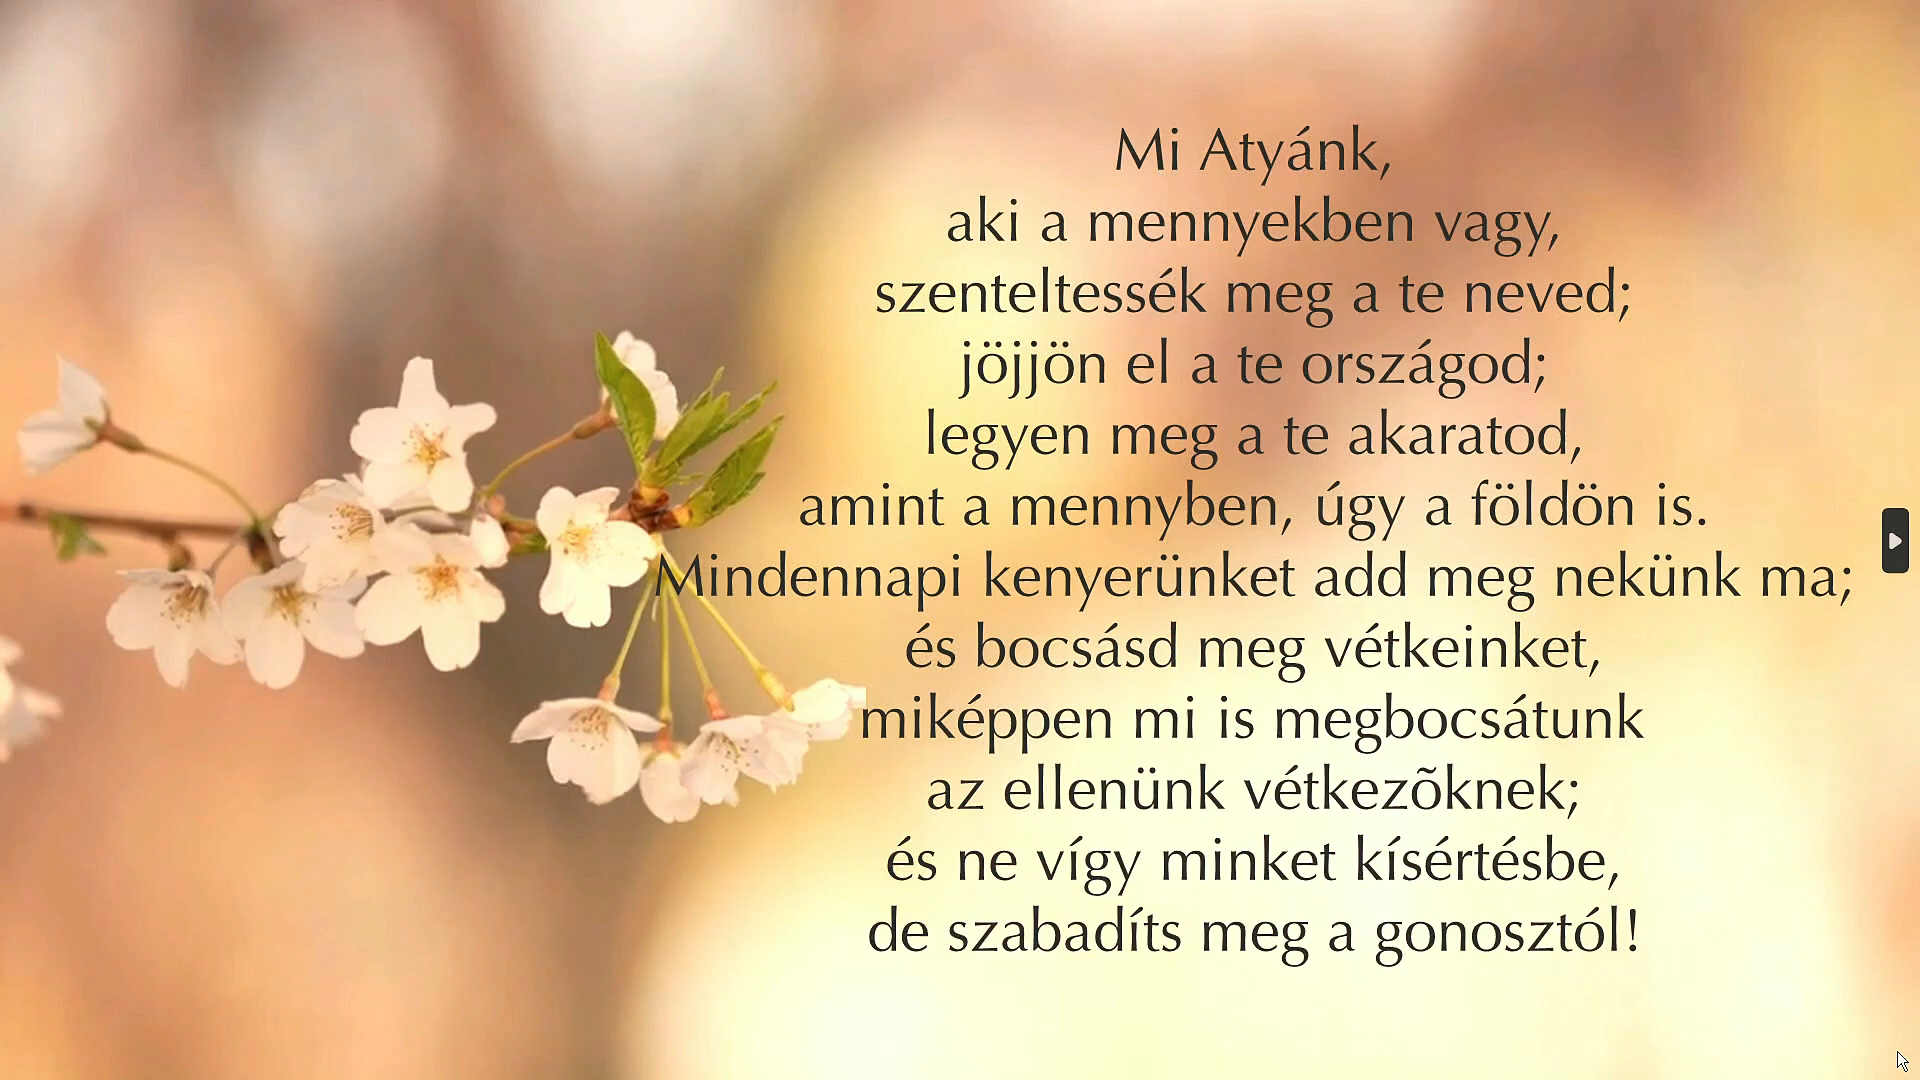 Mi Atyánk,
aki a mennyekben vagy,
szenteltessék meg a te neved;
jöjjön el a te országod;
legyen meg a te akaratod,
amint a mennyben, úgy a földön is.
Mindennapi kenyerünket add meg nekünk ma;
és bocsásd meg vétkeinket,
miképpen mi is megbocsátunk
az ellenünk vétkezõknek;
és ne vígy minket kísértésbe,
de szabadíts meg a gonosztól!